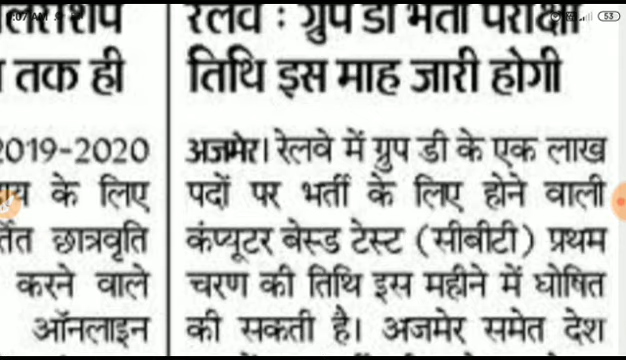 तक ही
2019-2020
के लिए
छात्रवृति
करने वाले
ऑनलाइन
रेलवे : ग्रुप डी भर्ती परीक्षा
तिथि इस माह जारी होगी
अजमेर। रेलवे में ग्रुप डी के एक लाख
पदों पर भर्ती के लिए होने वाली
कंप्यूटर बेस्ड टेस्ट (सीबीटी) प्रथम
चरण की तिथि इस महीने में घोषित
की सकती है। अजमेर समेत देश
53